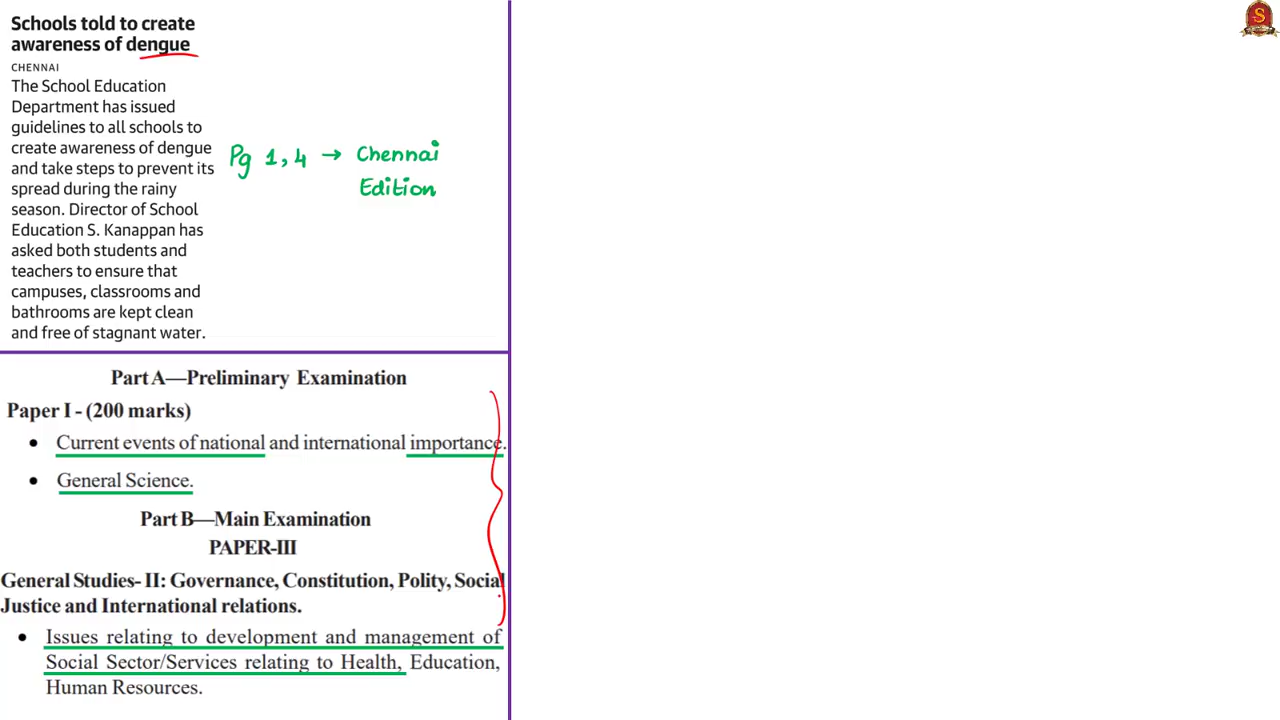 Schools told to create
awareness of dengue
CHENNAI
The School Education
Department has issued
guidelines to all schools to
create awareness of dengue
and take steps to prevent its
spread during the rainy
season. Director of School
Education S. Kanappan has
asked both students and
teachers to ensure that
campuses, classrooms and
bathrooms are kept clean
and free of stagnant water.
Pg 1, 4 → Chennai
Edition
Part A—Preliminary Examination
Paper I - (200 marks)
• Current events of national and international importance.
• General Science.
Part B—Main Examination
PAPER-III
General Studies- II: Governance, Constitution, Polity, Social
Justice and International relations.
• Issues relating to development and management of
Social Sector/Services relating to Health, Education,
Human Resources.
S